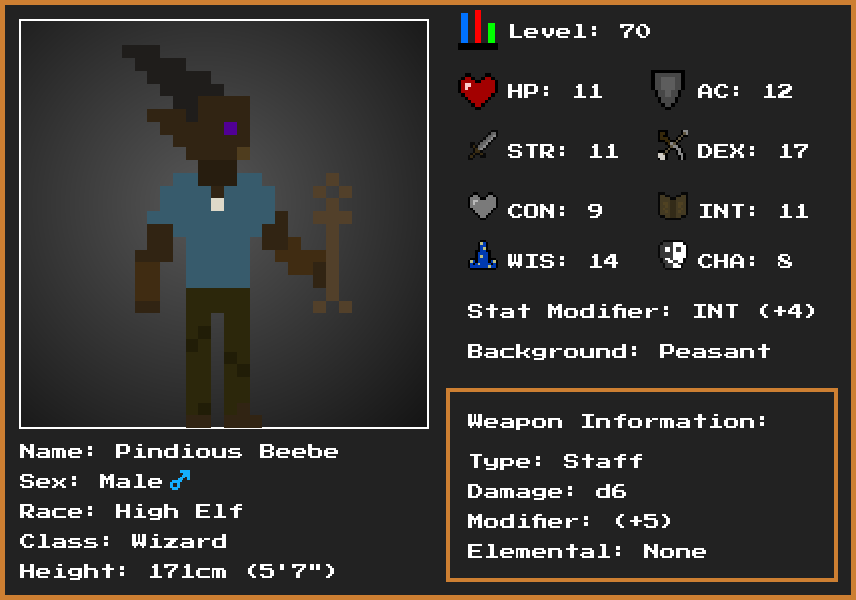 Level: 70
HP: 11
AC: 12
STR: 11
DEX: 17
CON: 9
INT: 11
WIS: 14
CHA: 8
Stat Modifier: INT (+4)
Background: Peasant
Weapon Information:
Type: Staff
Damage: d6
Modifier: (+5)
Elemental: None
Name: Pindious Beebe
Sex: Male♂
Race: High Elf
Class: Wizard
Height: 171cm (5'7")